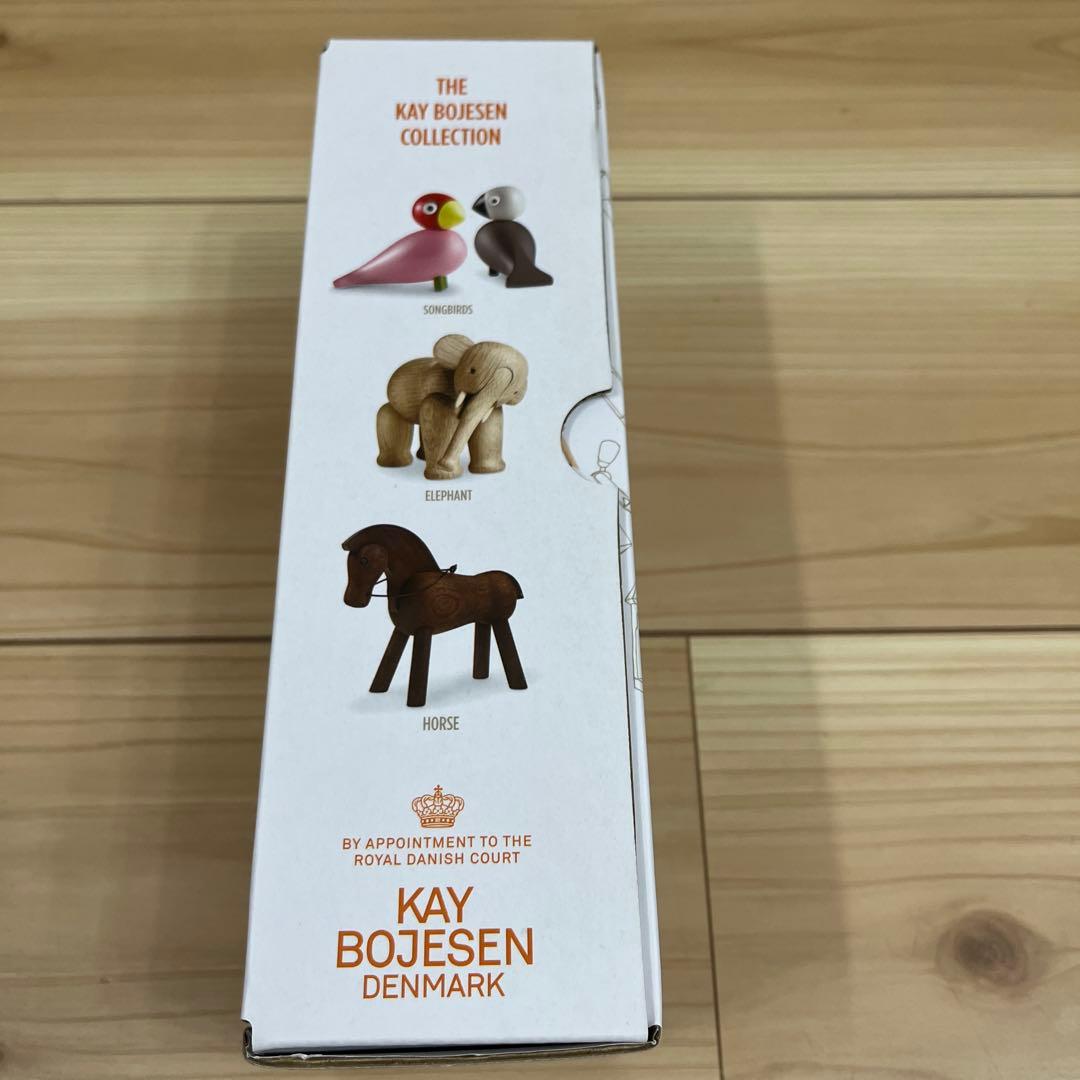 THE
KAY BOJESEN
COLLECTION
SONGBIRDS
ELEPHANT
HORSE
BY APPOINTMENT TO THE
ROYAL DANISH COURT
KAY
BOJESEN
DENMARK